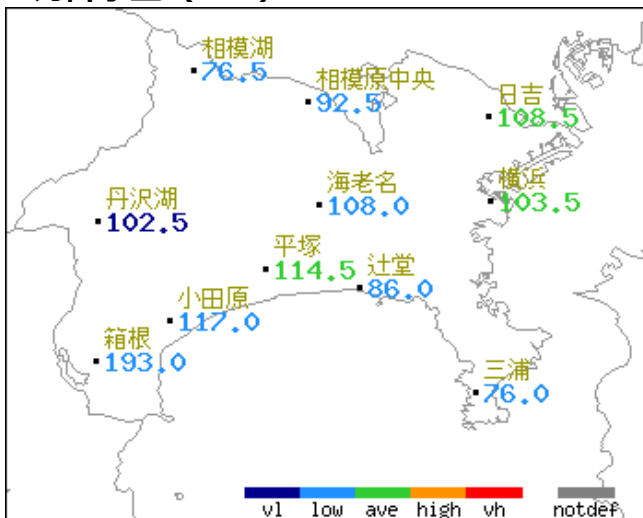 相模湖
76.5
相模原中央
92.5
日吉
108.5
丹沢湖
102.5
海老名
108.0
横浜
103.5
平塚
114.5
辻堂
86.0
小田原
117.0
箱根
193.0
三浦
76.0
vl low ave high vh notdef